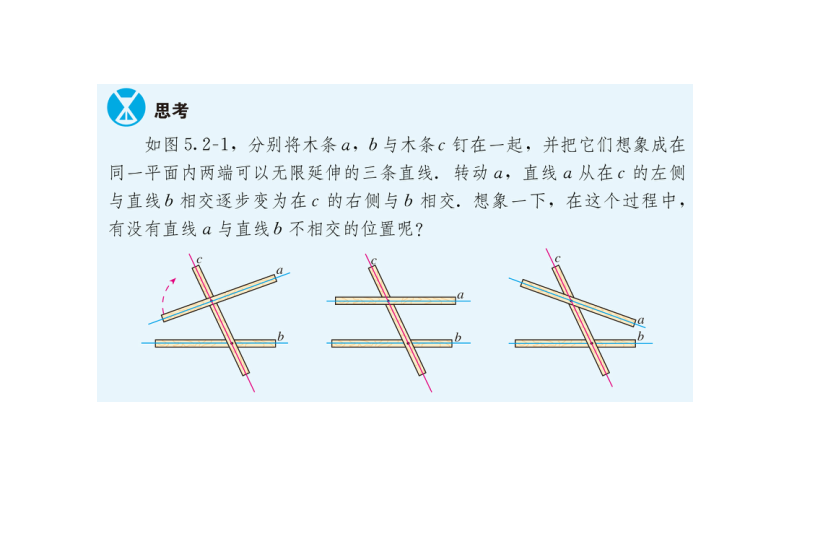 思考
如图 5.2-1，分别将木条 a，b 与木条 c 钉在一起，并把它们想象成在
同一平面内两端可以无限延伸的三条直线．转动 a，直线 a 从在 c 的左侧
与直线 b 相交逐步变为在 c 的右侧与 b 相交．想象一下，在这个过程中，
有没有直线 a 与直线 b 不相交的位置呢？
c
a
b
c
a
b
c
a
b